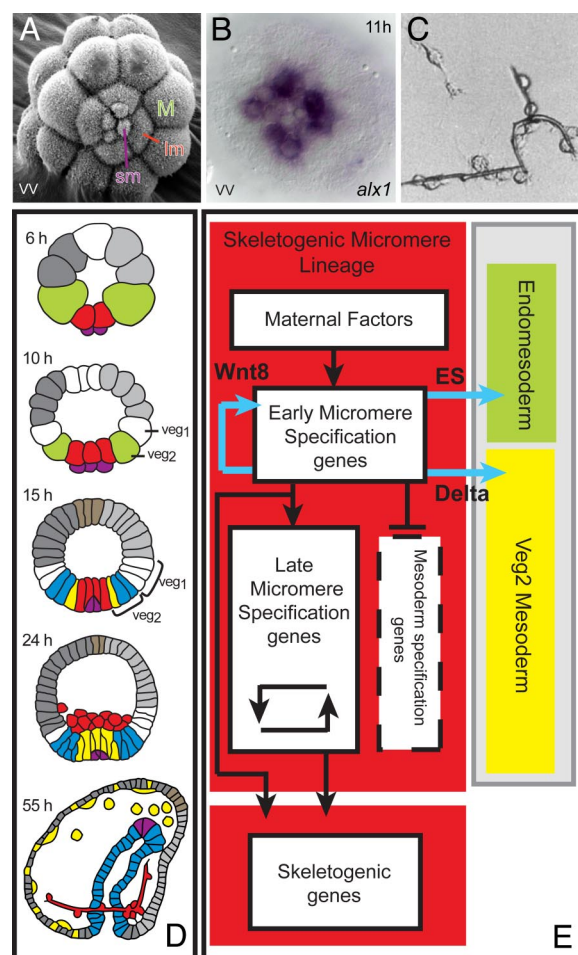 A
M
lm
sm
VV
B
11h
VV
alx1
C
6 h
10 h
veg1
veg2
15 h
veg1
veg2
24 h
55 h
D
Skeletogenic Micromere
Lineage
Maternal Factors
Wnt8
Early Micromere
Specification
genes
ES
Delta
Endomesoderm
Veg2 Mesoderm
Late
Micromere
Specification
genes
Mesoderm specification
genes
Skeletogenic
genes
E